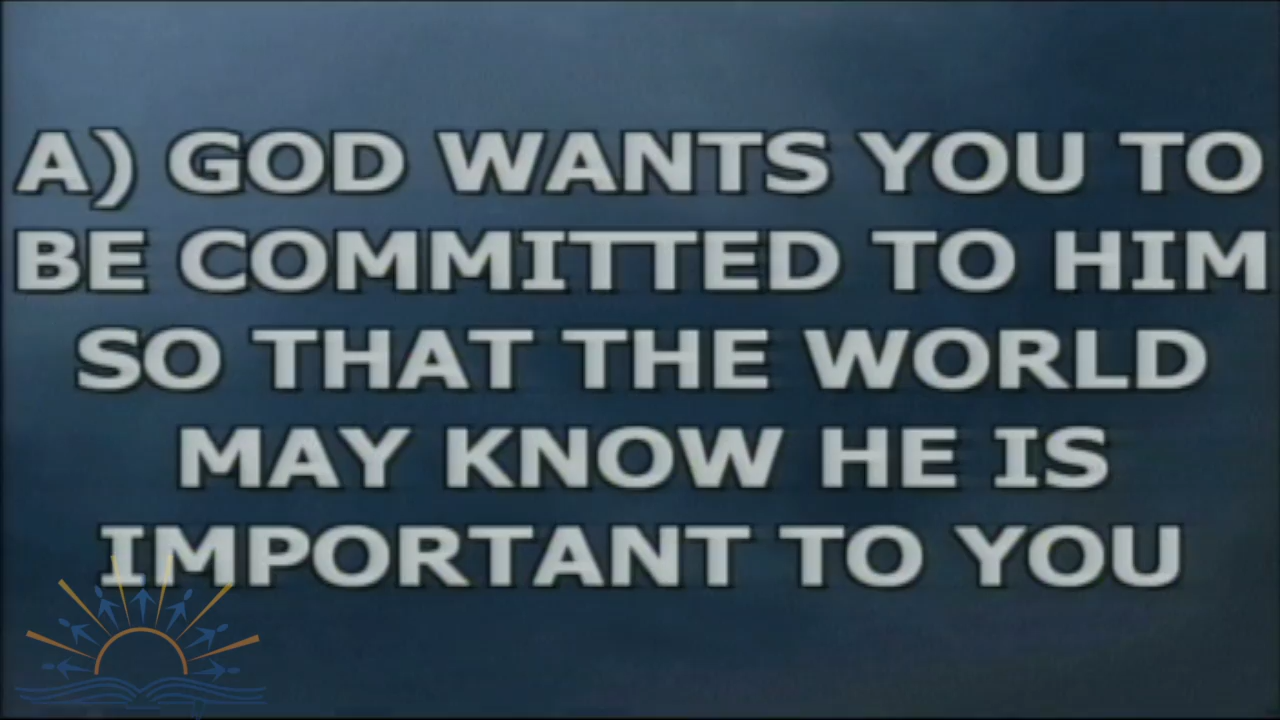 A) GOD WANTS YOU TO
BE COMMITTED TO HIM
SO THAT THE WORLD
MAY KNOW HE IS
IMPORTANT TO YOU